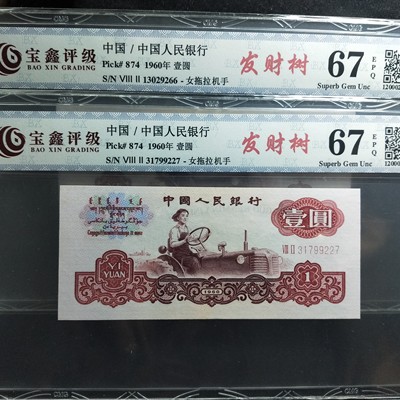 宝鑫评级
BAO XIN GRADING
中国 / 中国人民银行
Pick# 874 1960年 壹圆
S/N VIII II 13029266 - 女拖拉机手
发财树
67
EPQ
Superb Gem Unc
宝鑫评级
BAO XIN GRADING
中国 / 中国人民银行
Pick# 874 1960年 壹圆
S/N VIII II 31799227 - 女拖拉机手
发财树
67
EPQ
Superb Gem Unc
中國人民銀行
壹圓
VIII II 31799227
YI
YUAN
1960
1